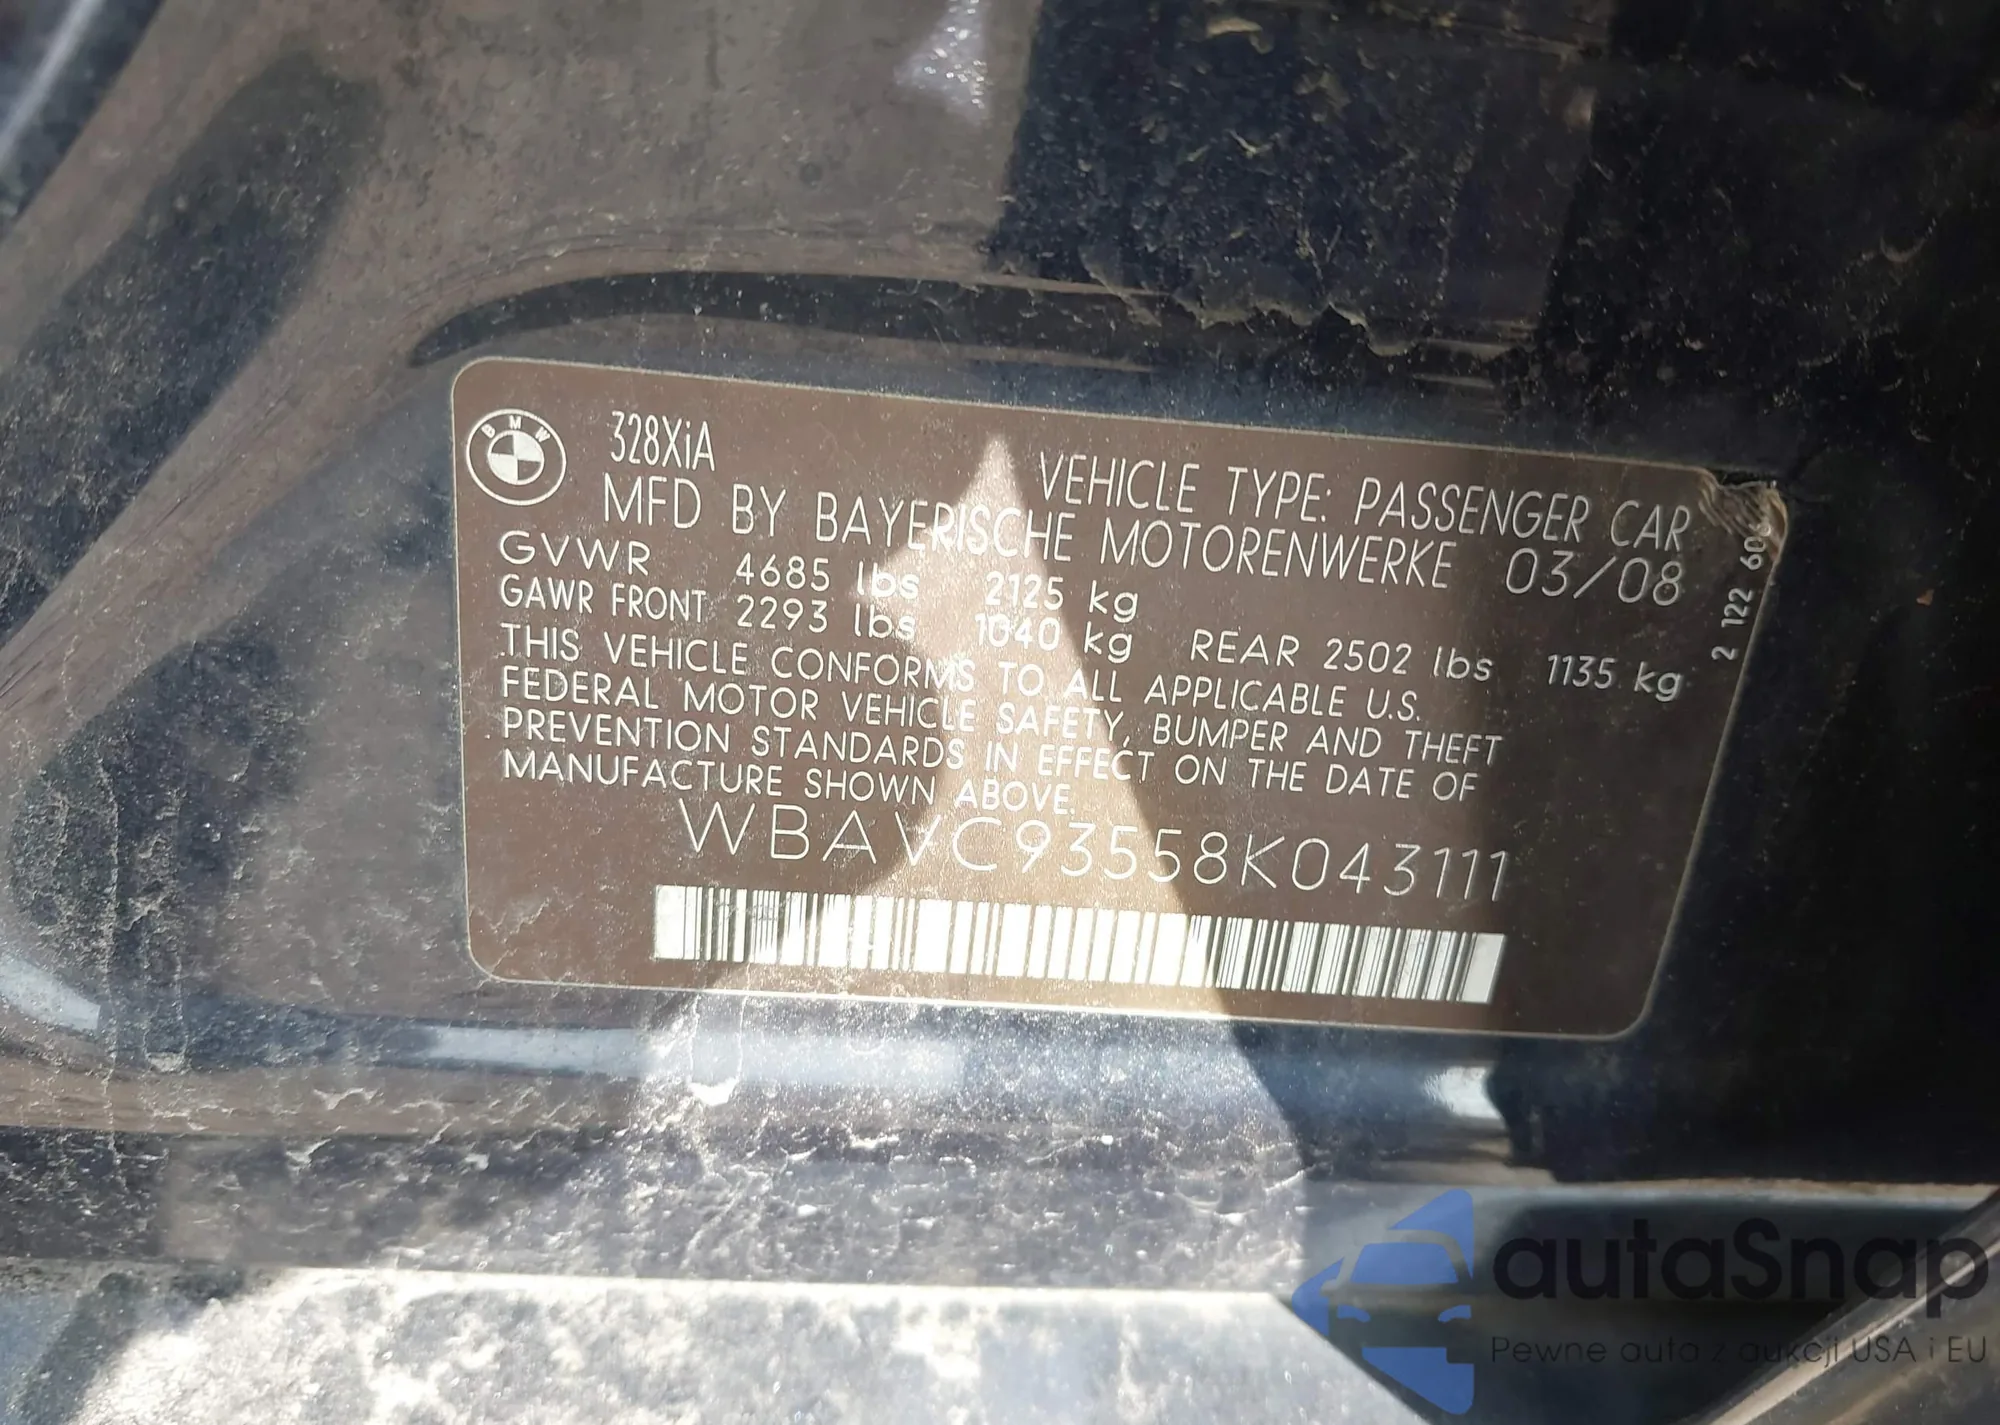 BMW
328XiA
VEHICLE TYPE: PASSENGER CAR
MFD BY BAYERISCHE MOTORENWERKE 03/08
GVWR 4685 lbs 2125 kg
GAWR FRONT 2293 lbs 1040 kg REAR 2502 lbs 1135 kg
THIS VEHICLE CONFORMS TO ALL APPLICABLE U.S.
FEDERAL MOTOR VEHICLE SAFETY, BUMPER AND THEFT
PREVENTION STANDARDS IN EFFECT ON THE DATE OF
MANUFACTURE SHOWN ABOVE.
WBAVC93558K043111
2 122
autaSnap
Pewne auta z aukcji USA i EU